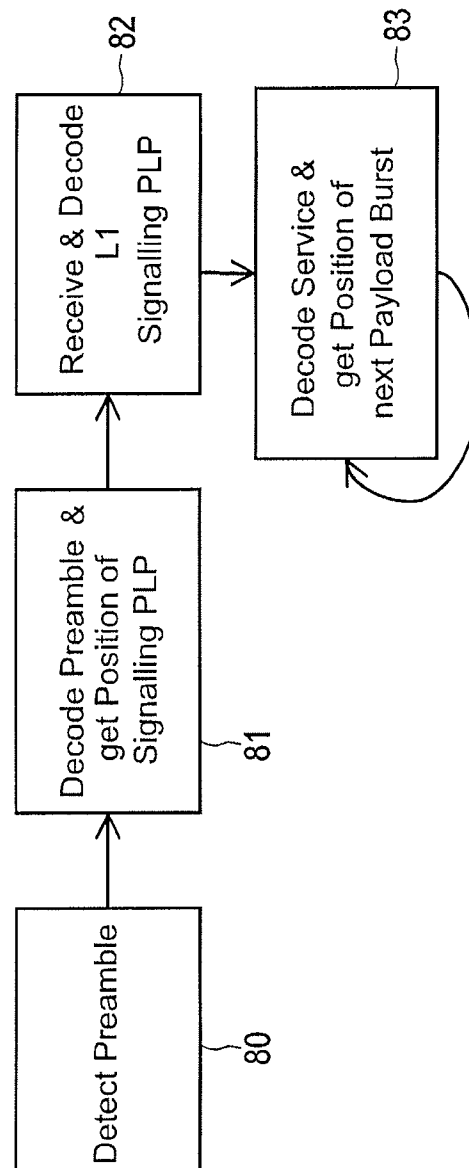 Detect Preamble
80
Decode Preamble &
get Position of
Signalling PLP
81
Receive & Decode
L1
Signalling PLP
82
Decode Service &
get Position of
next Payload Burst
83